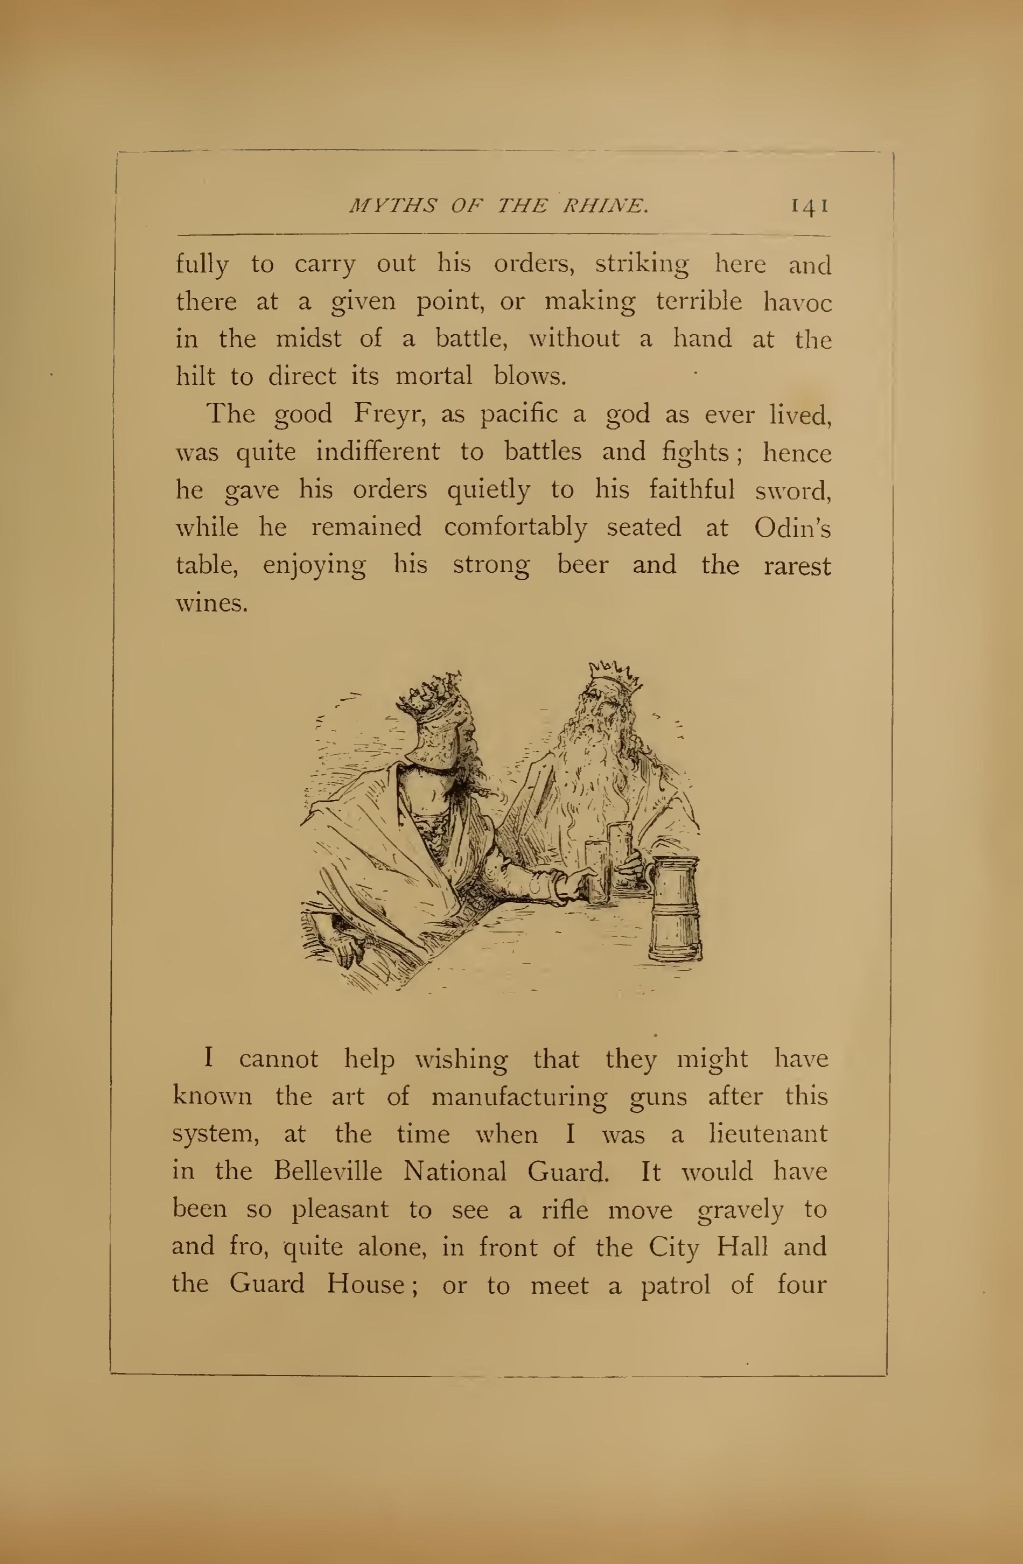 MYTHS OF THE RHINE. 141
fully to carry out his orders, striking here and
there at a given point, or making terrible havoc
in the midst of a battle, without a hand at the
hilt to direct its mortal blows.
The good Freyr, as pacific a god as ever lived,
was quite indifferent to battles and fights; hence
he gave his orders quietly to his faithful sword,
while he remained comfortably seated at Odin's
table, enjoying his strong beer and the rarest
wines.
I cannot help wishing that they might have
known the art of manufacturing guns after this
system, at the time when I was a lieutenant
in the Belleville National Guard. It would have
been so pleasant to see a rifle move gravely to
and fro, quite alone, in front of the City Hall and
the Guard House; or to meet a patrol of four